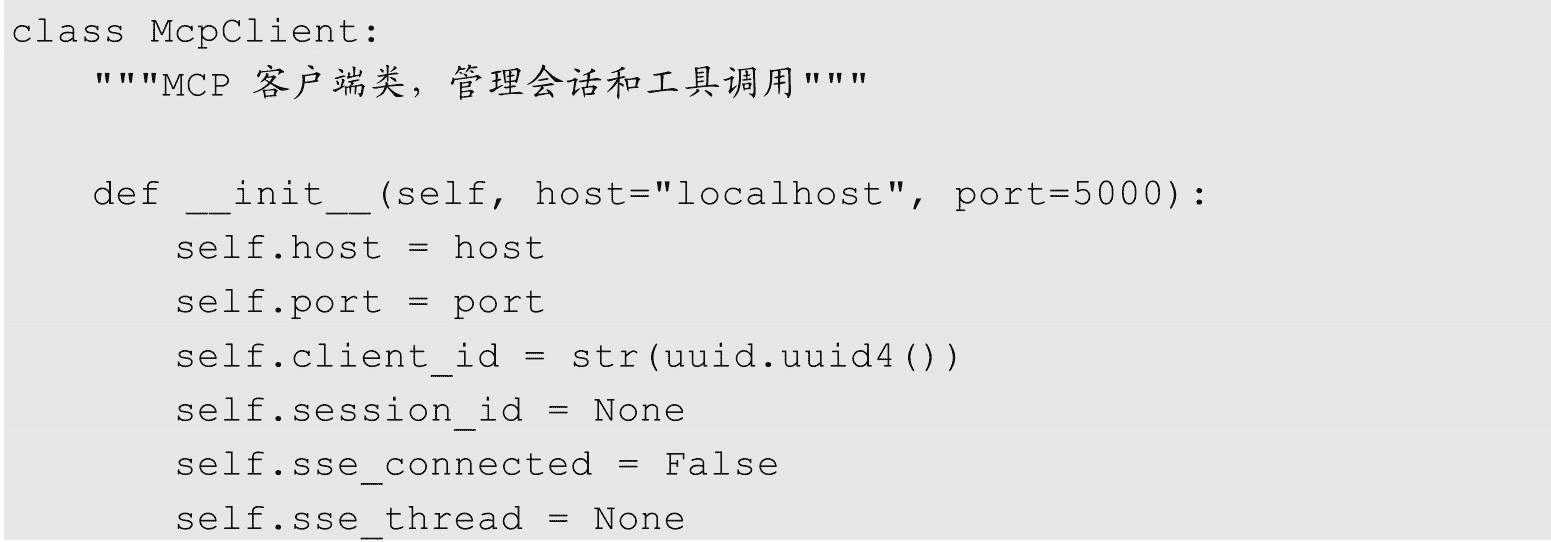 class McpClient:
    """MCP 客户端类，管理会话和工具调用"""
    def __init__(self, host="localhost", port=5000):
        self.host = host
        self.port = port
        self.client_id = str(uuid.uuid4())
        self.session_id = None
        self.sse_connected = False
        self.sse_thread = None